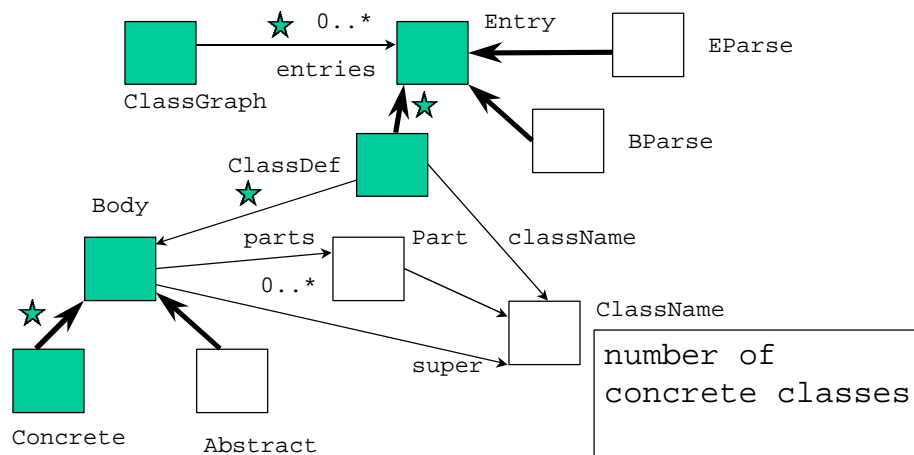 0..*
Entry
EParse
entries
ClassGraph
BParse
ClassDef
Body
parts
Part
className
0..*
ClassName
super
number of
concrete classes
Concrete
Abstract